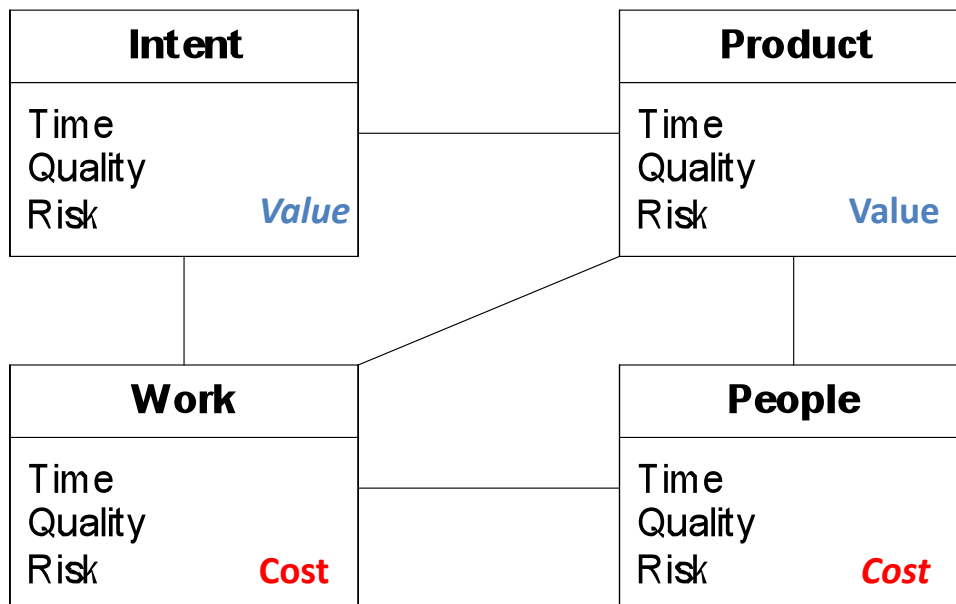 Intent
Time
Quality
Risk Value
Product
Time
Quality
Risk Value
Work
Time
Quality
Risk Cost
People
Time
Quality
Risk Cost